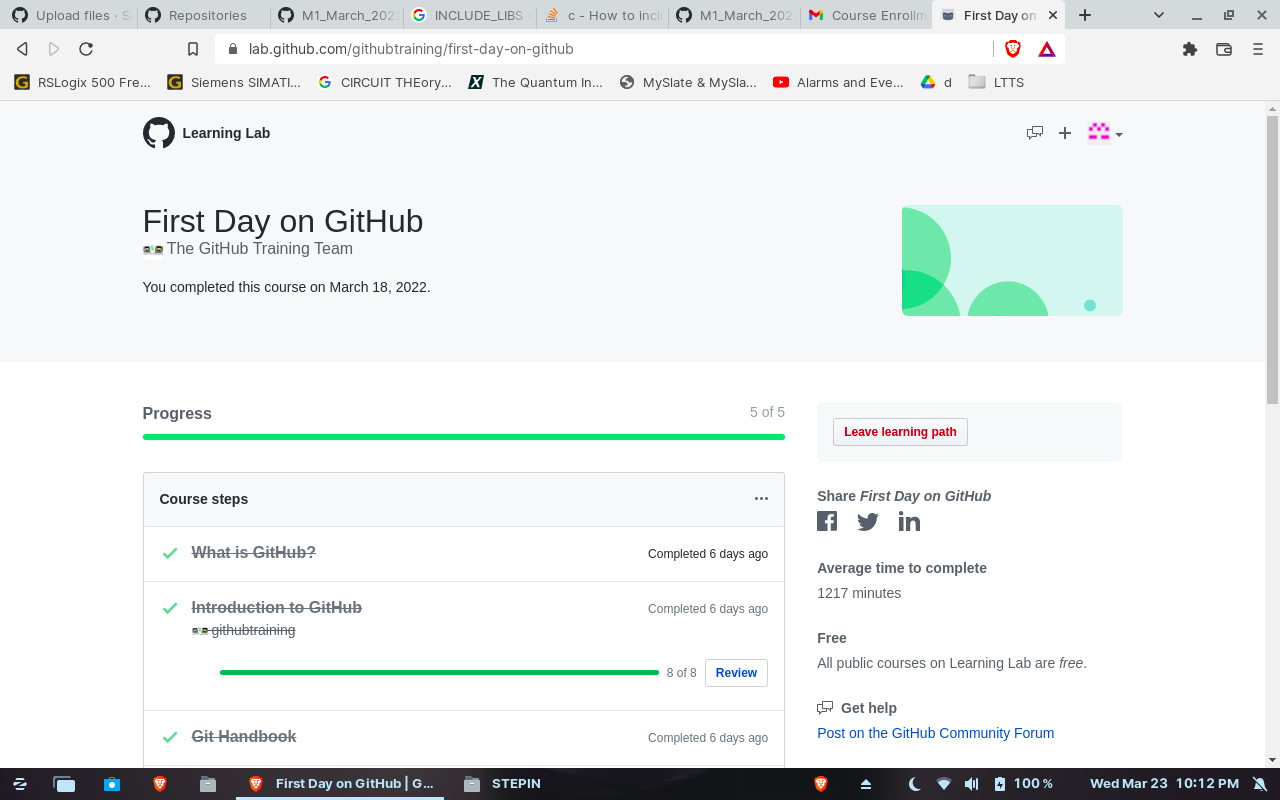 Upload files · S
Repositories
M1_March_202
INCLUDE_LIBS
c - How to incl
M1_March_202
Course Enrollm
First Day on
lab.github.com/githubtraining/first-day-on-github
RSLogix 500 Fre...
Siemens SIMATI...
CIRCUIT THEory...
The Quantum In...
MySlate & MySla...
Alarms and Eve...
d
LTTS
Learning Lab
First Day on GitHub
The GitHub Training Team
You completed this course on March 18, 2022.
Progress
5 of 5
Leave learning path
Course steps
Share First Day on GitHub
What is GitHub?
Completed 6 days ago
Average time to complete
1217 minutes
Introduction to GitHub
Completed 6 days ago
githubtraining
Free
All public courses on Learning Lab are free.
8 of 8
Review
Get help
Post on the GitHub Community Forum
Git Handbook
Completed 6 days ago
First Day on GitHub | G...
STEPIN
100 %
Wed Mar 23 10:12 PM